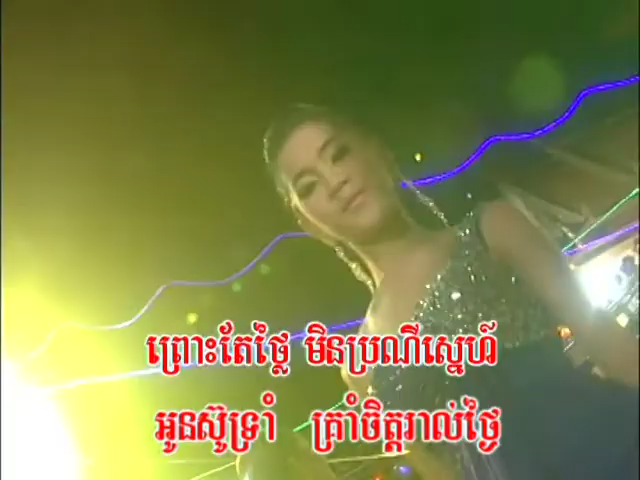 ព្រោះតែថ្លៃ មិនប្រណីស្នេហ៍
អូនស៊ូទ្រាំ គ្រាំចិត្តរាល់ថ្ងៃ